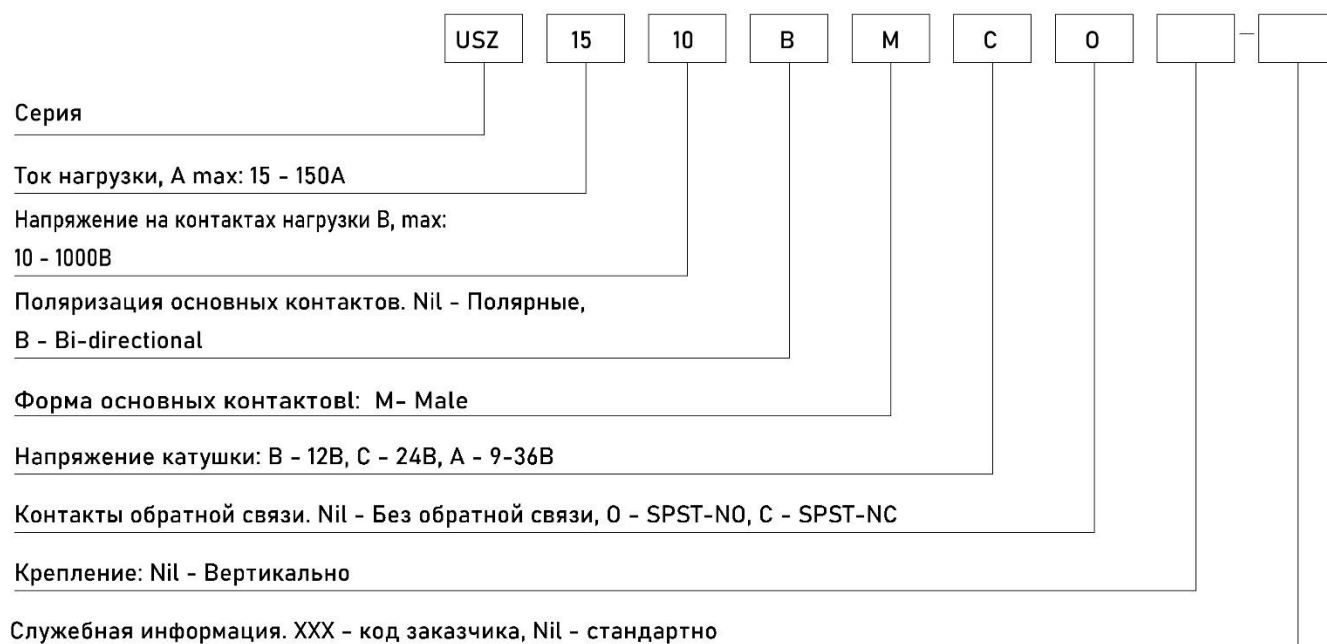 USZ 15 10 B M C O –
Серия
Ток нагрузки, А max: 15 - 150А
Напряжение на контактах нагрузки В, max:
10 - 1000В
Поляризация основных контактов. Nil - Полярные,
B - Bi-directional
Форма основных контактовl: M- Male
Напряжение катушки: B - 12В, C - 24В, A - 9-36В
Контакты обратной связи. Nil - Без обратной связи, O - SPST-NO, C - SPST-NC
Крепление: Nil - Вертикально
Служебная информация. XXX - код заказчика, Nil - стандартно